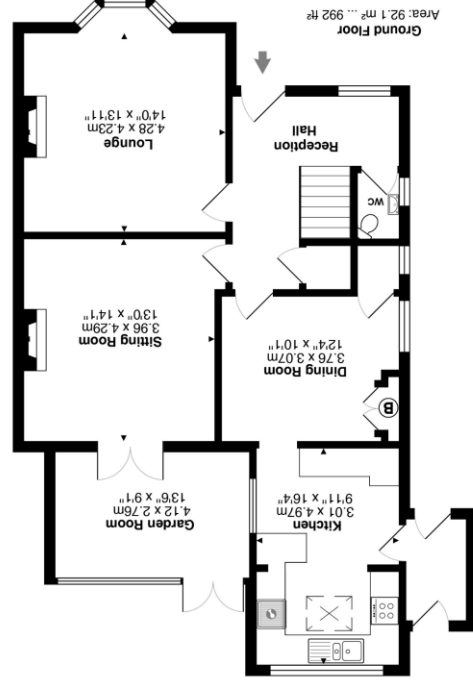 Ground Floor
Area: 92.1 m² ... 992 ft²
Lounge
4.28 x 4.23m
14'0" x 13'11"
Reception
Hall
WC
Sitting Room
3.96 x 4.29m
13'0" x 14'1"
Dining Room
3.76 x 3.07m
12'4" x 10'1"
B
Garden Room
4.12 x 2.76m
13'6" x 9'1"
Kitchen
3.01 x 4.97m
9'11" x 16'4"